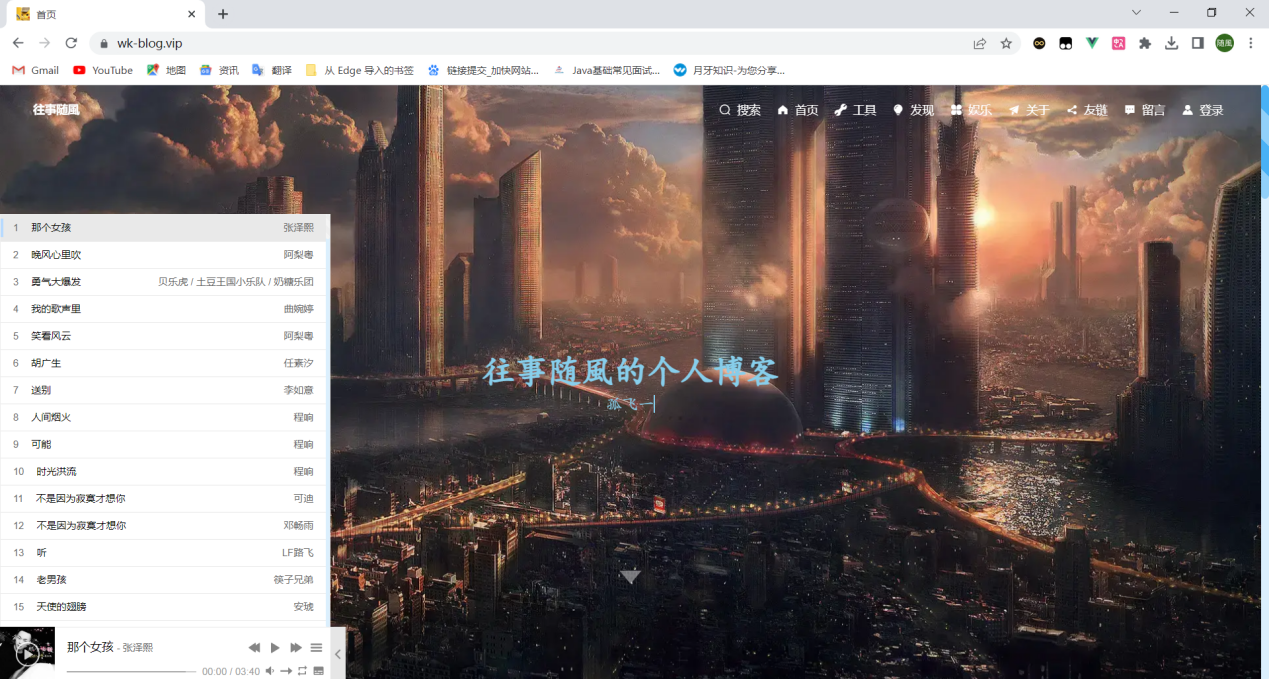 首页
wk-blog.vip
Gmail YouTube 地图 资讯 翻译 从 Edge 导入的书签 链接提交_加快网站... Java基础常见面试... 月牙知识-为您分享...
往事随風 搜索 首页 工具 发现 娱乐 关于 友链 留言 登录
1 那个女孩 张泽熙
2 晚风心里吹 阿梨粤
3 勇气大爆发 贝乐虎 / 土豆王国小乐队 / 奶糖乐团
4 我的歌声里 曲婉婷
5 笑看风云 阿梨粤
6 胡广生 任素汐
7 送别 李如意
8 人间烟火 程响
9 可能 程响
10 时光洪流 程响
11 不是因为寂寞才想你 可迪
12 不是因为寂寞才想你 邓畅雨
13 听 LF路飞
14 老男孩 筷子兄弟
15 天使的翅膀 安琥
往事随風的个人博客
孤飞一
那个女孩 - 张泽熙
00:00 / 03:40